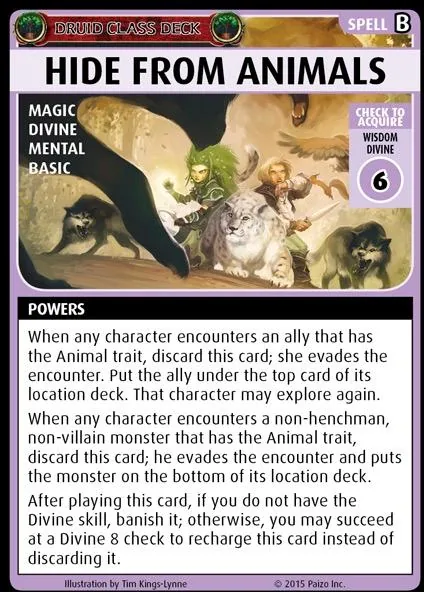 DRUID CLASS DECK
SPELL B
HIDE FROM ANIMALS
MAGIC
DIVINE
MENTAL
BASIC
CHECK TO
ACQUIRE
WISDOM
DIVINE
6
POWERS
When any character encounters an ally that has
the Animal trait, discard this card; she evades the
encounter. Put the ally under the top card of its
location deck. That character may explore again.
When any character encounters a non-henchman,
non-villain monster that has the Animal trait,
discard this card; he evades the encounter and puts
the monster on the bottom of its location deck.
After playing this card, if you do not have the
Divine skill, banish it; otherwise, you may succeed
at a Divine 8 check to recharge this card instead of
discarding it.
Illustration by Tim Kings-Lynne © 2015 Paizo Inc.